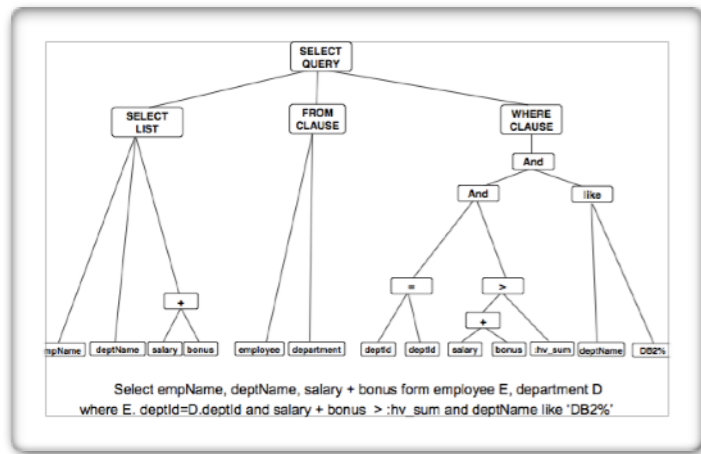 SELECT
QUERY
SELECT
LIST
FROM
CLAUSE
WHERE
CLAUSE
And
And
like
=
>
+
+
mpName
deptName
salary
bonus
employee
department
deptId
deptId
salary
bonus
:hv_sum
deptName
DB2%
Select empName, deptName, salary + bonus form employee E, department D
where E. deptId=D.deptId and salary + bonus > :hv_sum and deptName like 'DB2%'